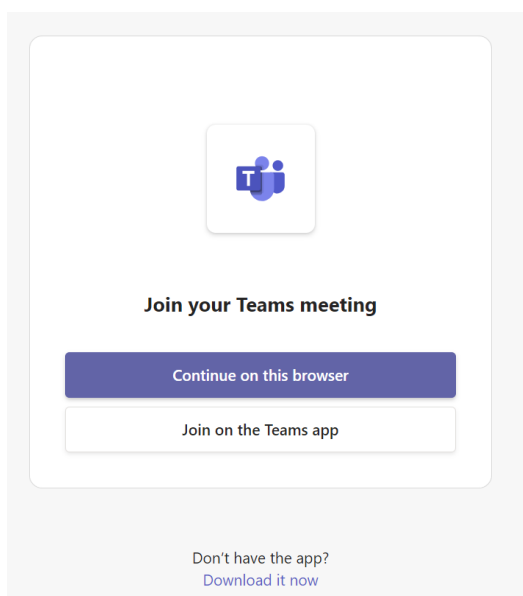 T
Join your Teams meeting
Continue on this browser
Join on the Teams app
Don't have the app?
Download it now